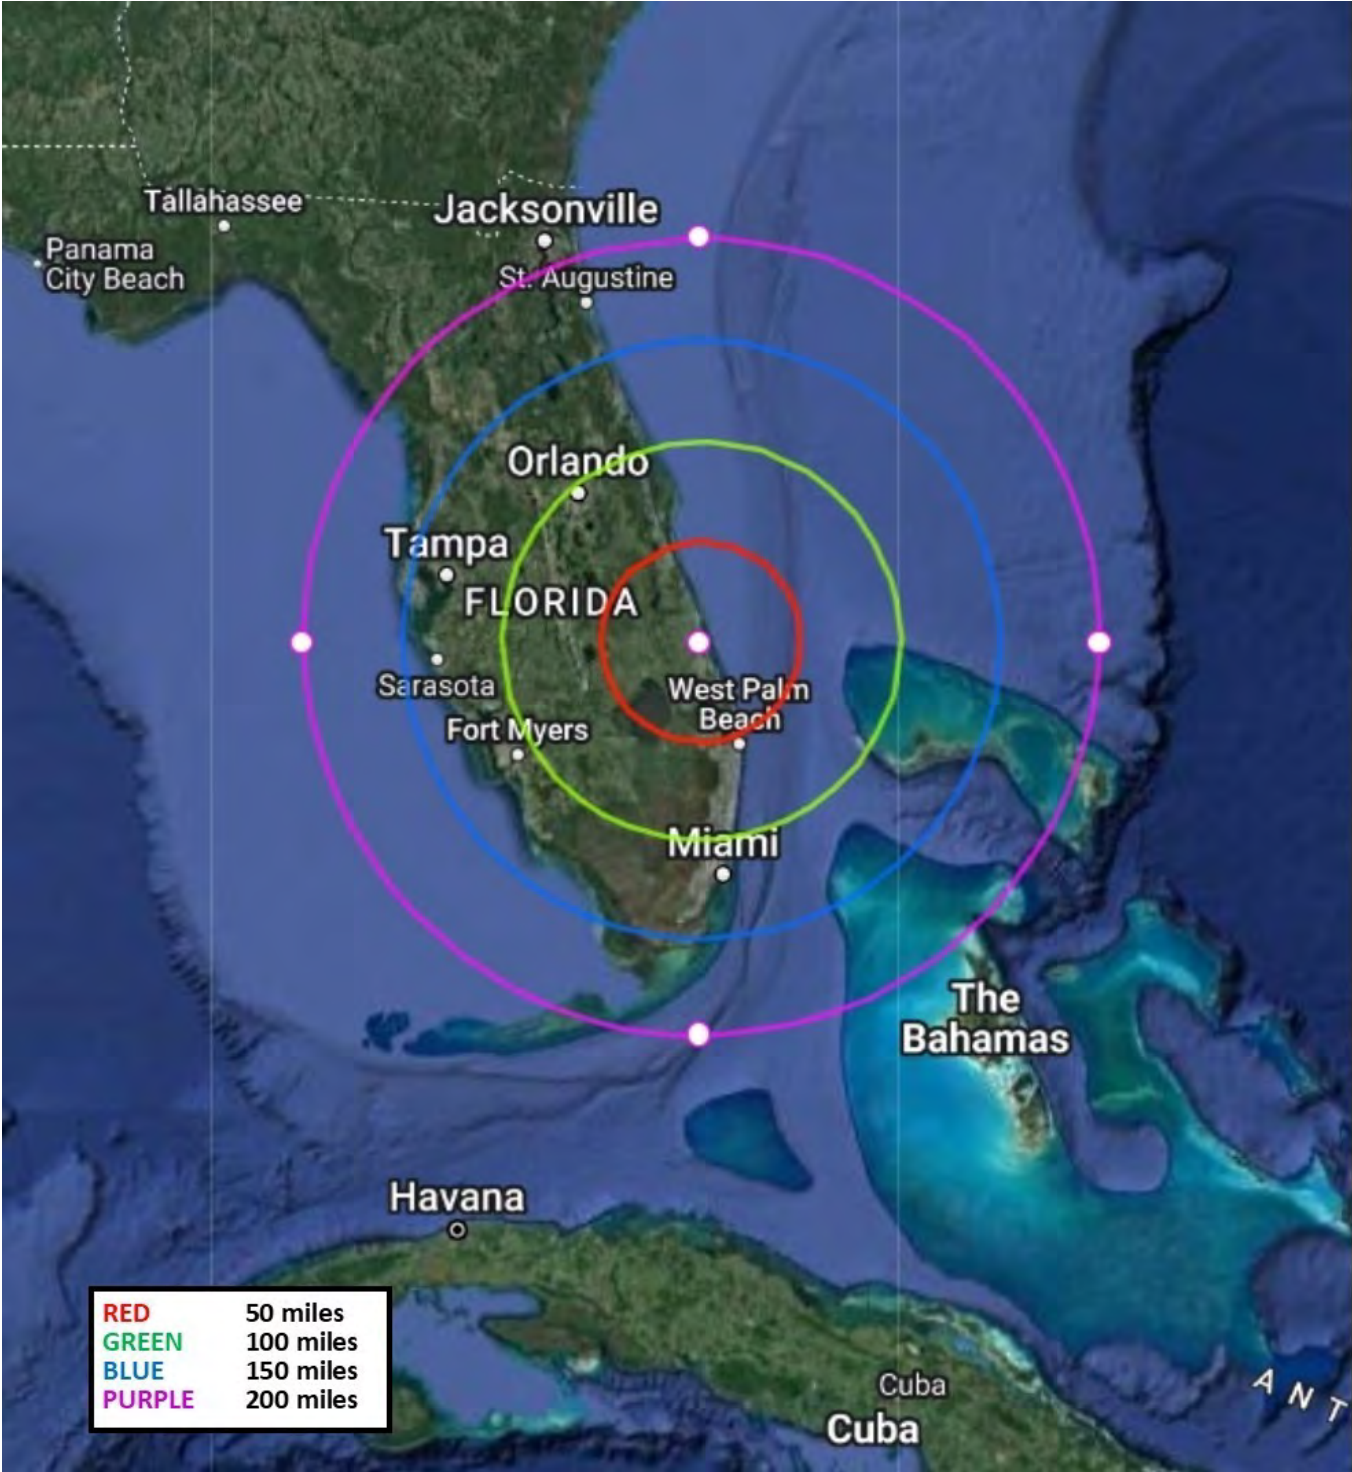 Tallahassee
Jacksonville
Panama
City Beach
St. Augustine
Orlando
Tampa
FLORIDA
Sarasota
West Palm
Beach
Fort Myers
Miami
The
Bahamas
Havana
RED 50 miles
GREEN 100 miles
BLUE 150 miles
PURPLE 200 miles
Cuba
Cuba
ANT